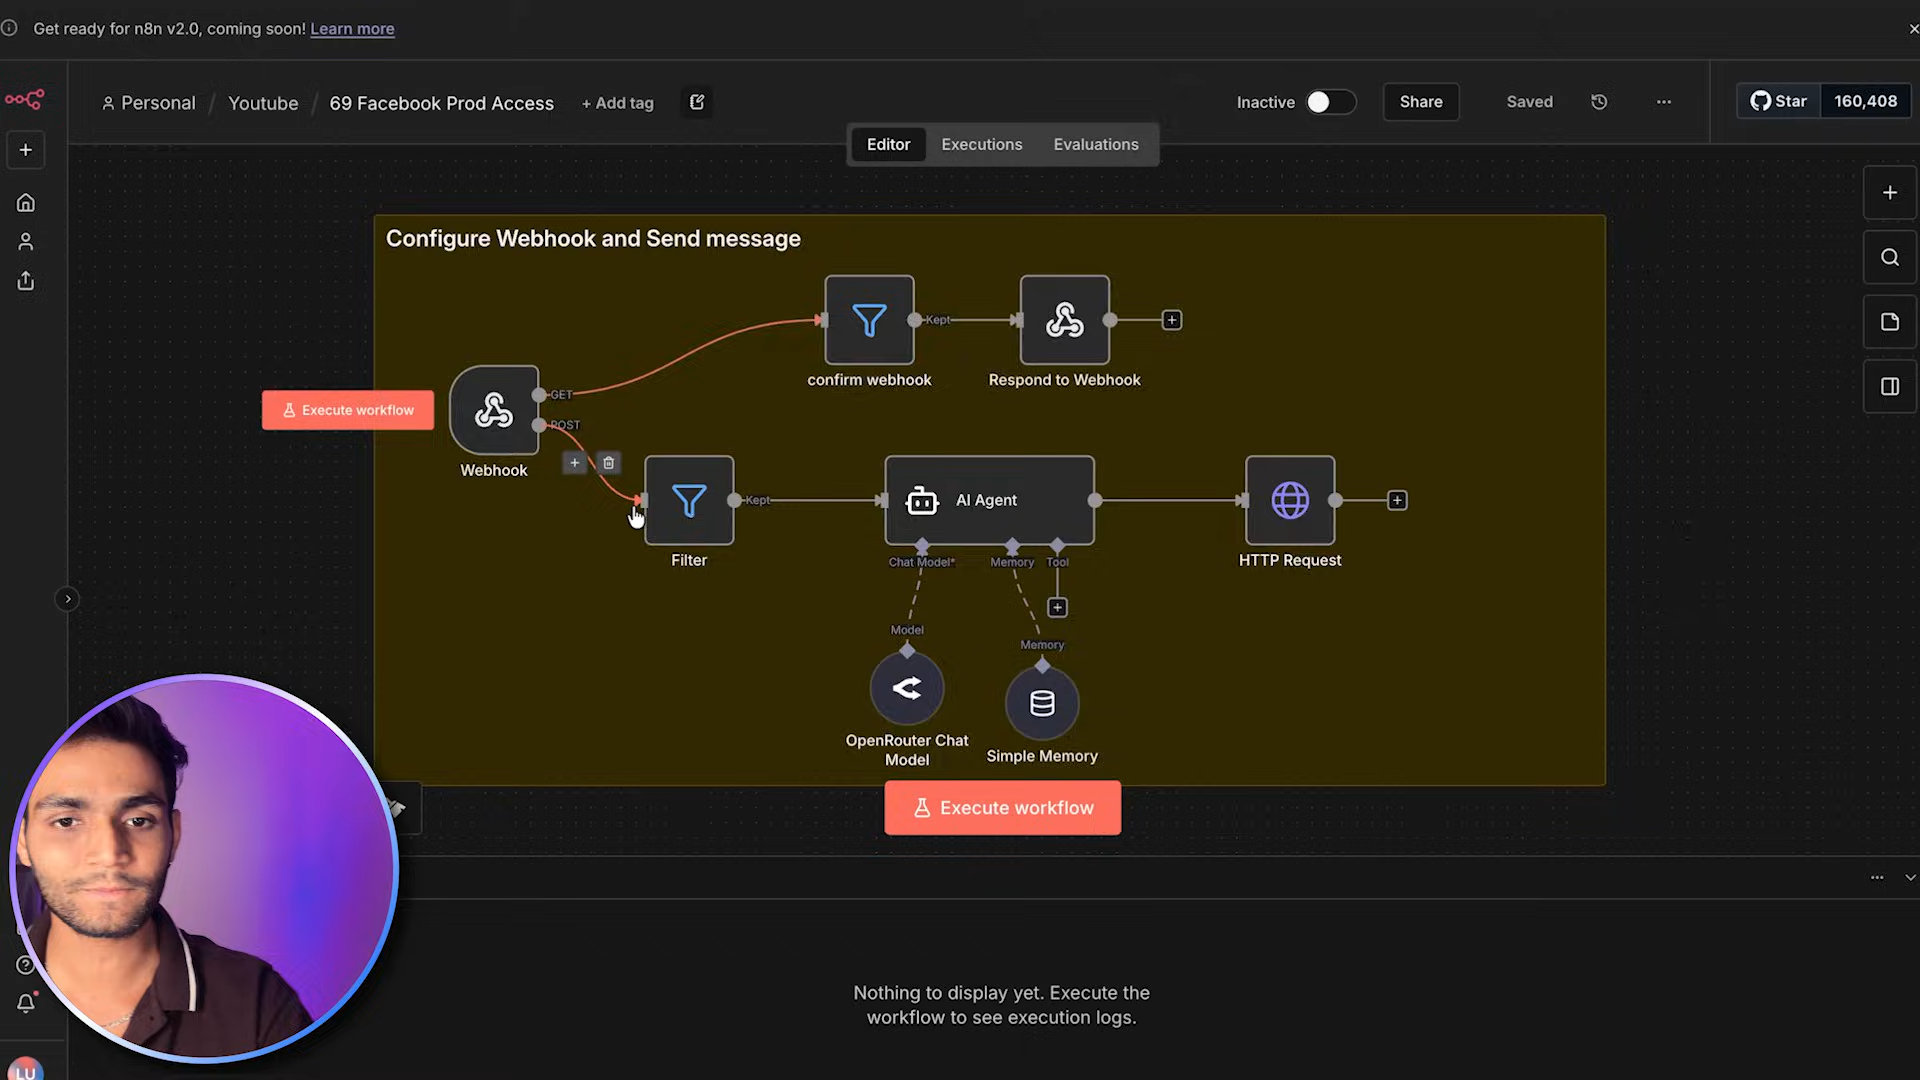 Get ready for n8n v2.0, coming soon! Learn more
Personal / Youtube / 69 Facebook Prod Access + Add tag
Inactive Share Saved Star 160,408
Editor Executions Evaluations
Configure Webhook and Send message
Kept
confirm webhook
Respond to Webhook
Execute workflow
GET
POST
Webhook
Kept
AI Agent
Filter
Chat Model*
Memory
Tool
HTTP Request
Model
Memory
OpenRouter Chat
Model
Simple Memory
Execute workflow
Nothing to display yet. Execute the
workflow to see execution logs.
LU